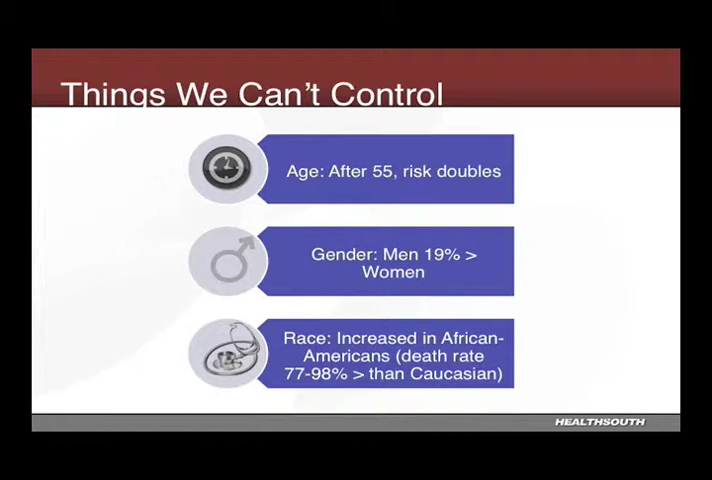 Things We Can't Control
Age: After 55, risk doubles
Gender: Men 19% >
Women
Race: Increased in African-
Americans (death rate
77-98% > than Caucasian)
HEALTHSOUTH